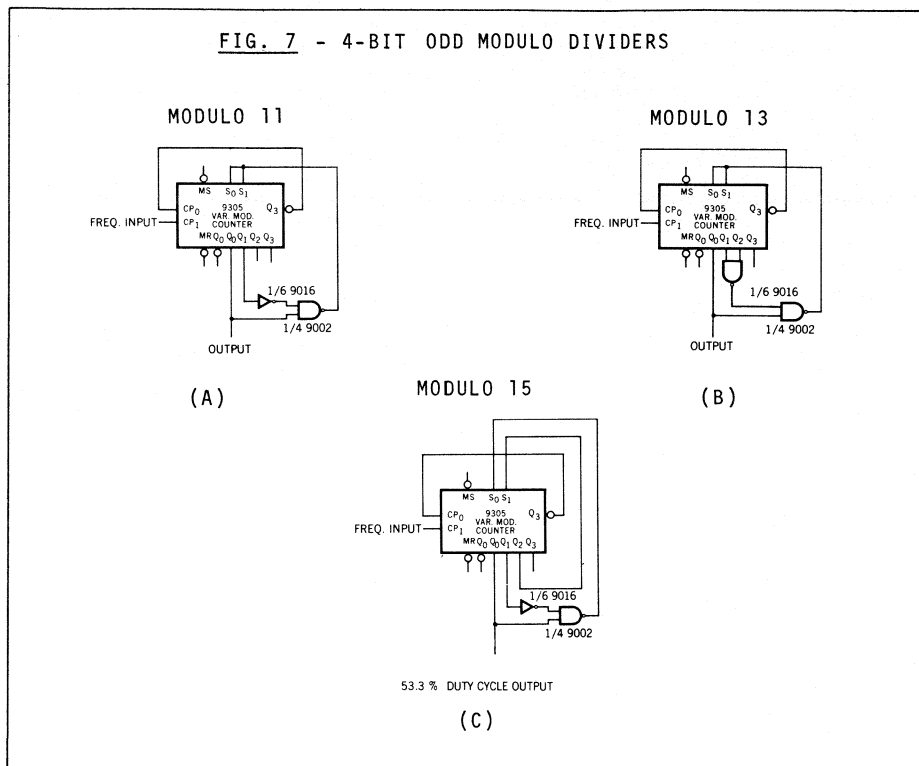 FIG. 7 - 4-BIT ODD MODULO DIVIDERS
MODULO 11
MS S0 S1
CP0 9305 Q3
VAR. MOD.
FREQ. INPUT CP1 COUNTER
MR Q0 Q0 Q1 Q2 Q3
1/6 9016
1/4 9002
OUTPUT
(A)
MODULO 13
MS S0 S1
CP0 9305 Q3
VAR. MOD.
FREQ. INPUT CP1 COUNTER
MR Q0 Q0 Q1 Q2 Q3
1/6 9016
1/4 9002
OUTPUT
(B)
MODULO 15
MS S0 S1
CP0 9305 Q3
VAR. MOD.
FREQ. INPUT CP1 COUNTER
MR Q0 Q0 Q1 Q2 Q3
1/6 9016
1/4 9002
53.3 % DUTY CYCLE OUTPUT
(C)